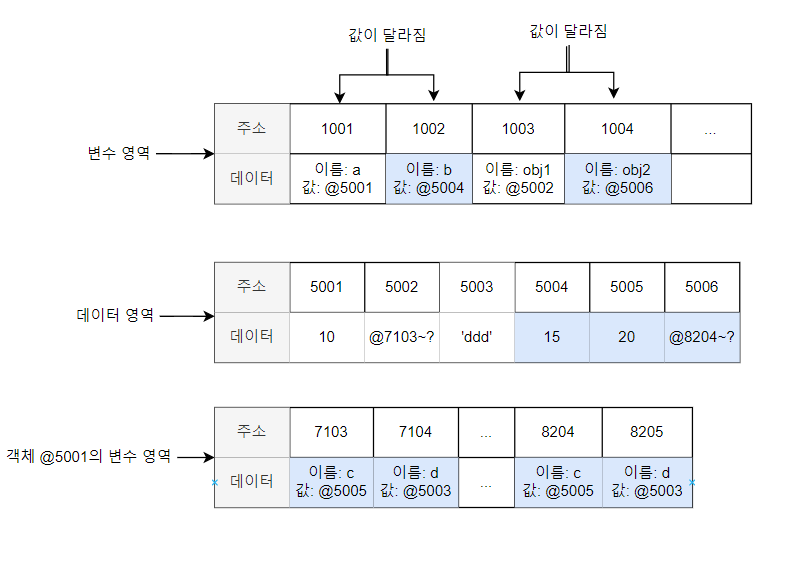 값이 달라짐
값이 달라짐
변수 영역
주소
1001
1002
1003
1004
...
데이터
이름: a
값: @5001
이름: b
값: @5004
이름: obj1
값: @5002
이름: obj2
값: @5006
데이터 영역
주소
5001
5002
5003
5004
5005
5006
데이터
10
@7103~?
'ddd'
15
20
@8204~?
객체 @5001의 변수 영역
주소
7103
7104
...
8204
8205
데이터
이름: c
값: @5005
이름: d
값: @5003
...
이름: c
값: @5005
이름: d
값: @5003